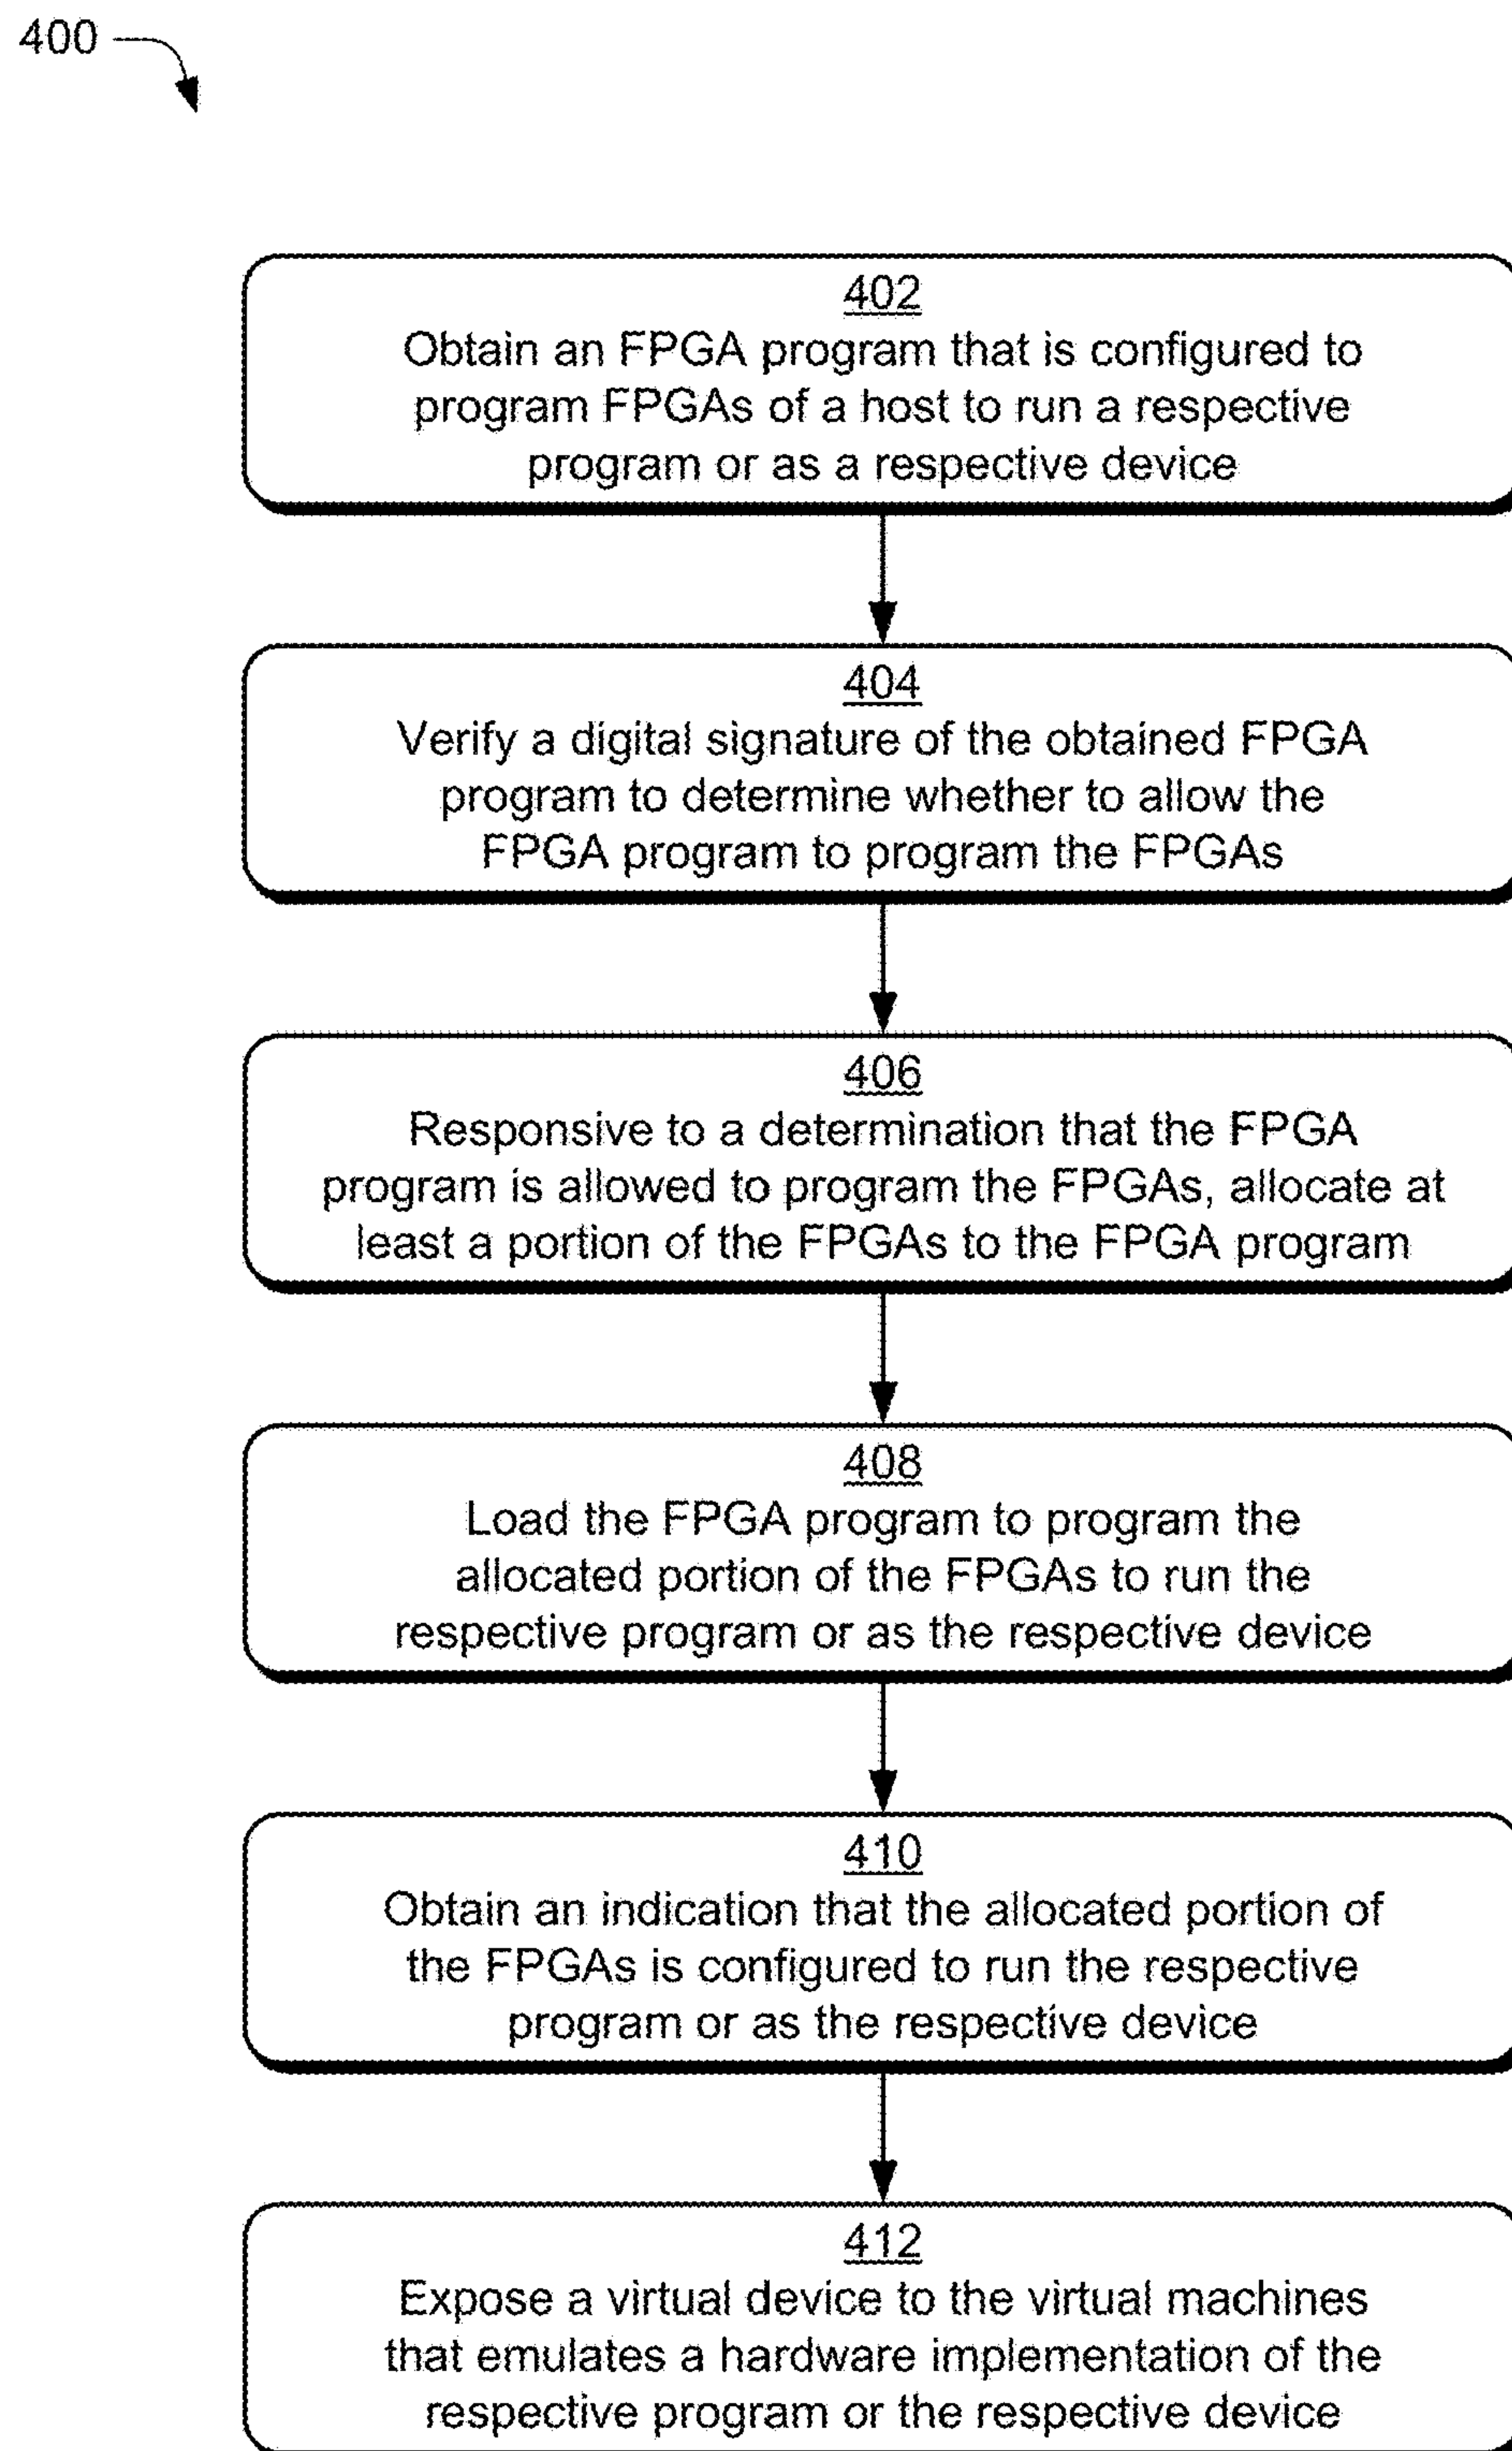 400
402
Obtain an FPGA program that is configured to
program FPGAs of a host to run a respective
program or as a respective device
404
Verify a digital signature of the obtained FPGA
program to determine whether to allow the
FPGA program to program the FPGAs
406
Responsive to a determination that the FPGA
program is allowed to program the FPGAs, allocate at
least a portion of the FPGAs to the FPGA program
408
Load the FPGA program to program the
allocated portion of the FPGAs to run the
respective program or as the respective device
410
Obtain an indication that the allocated portion of
the FPGAs is configured to run the respective
program or as the respective device
412
Expose a virtual device to the virtual machines
that emulates a hardware implementation of the
respective program or the respective device